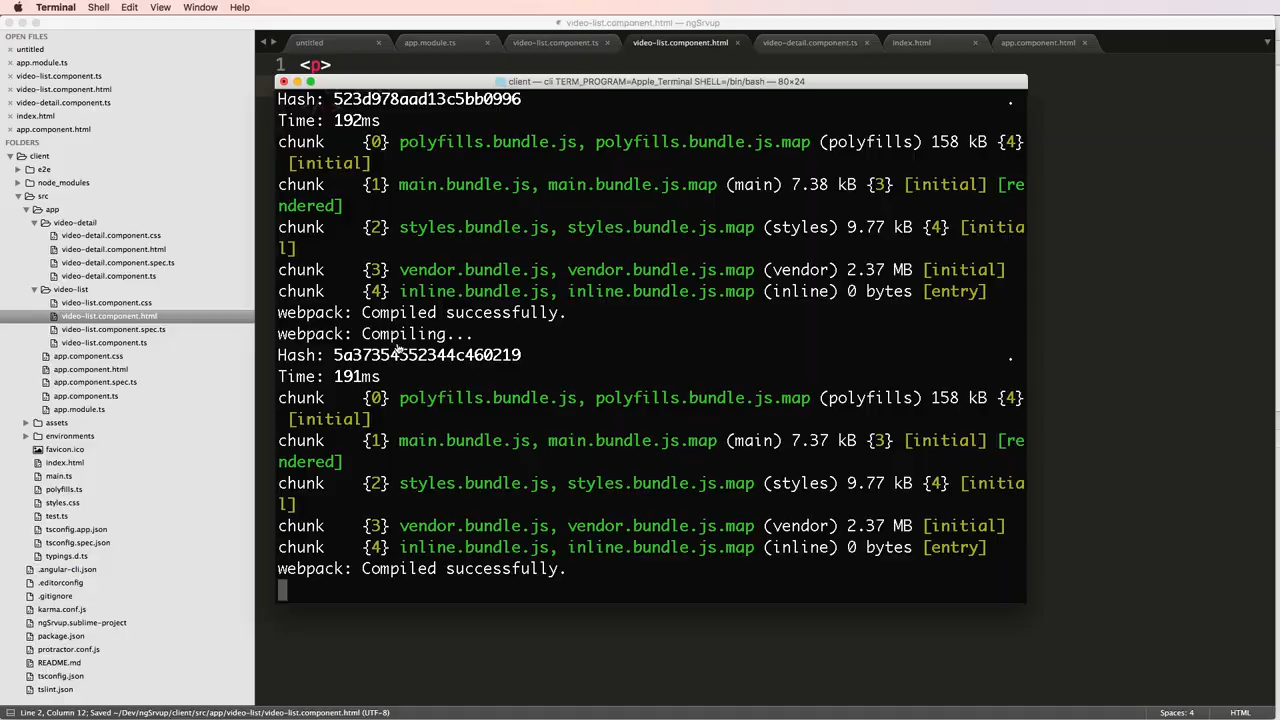 Terminal Shell Edit View Window Help
video-list.component.html — ngSrvup
OPEN FILES
untitled
app.module.ts
video-list.component.ts
video-list.component.html
video-detail.component.ts
index.html
app.component.html
FOLDERS
client
e2e
node_modules
src
app
video-detail
video-detail.component.css
video-detail.component.html
video-detail.component.spec.ts
video-detail.component.ts
video-list
video-list.component.css
video-list.component.html
video-list.component.spec.ts
video-list.component.ts
app.component.css
app.component.html
app.component.spec.ts
app.component.ts
app.module.ts
assets
environments
favicon.ico
index.html
main.ts
polyfills.ts
styles.css
test.ts
tsconfig.app.json
tsconfig.spec.json
typings.d.ts
.angular-cli.json
.editorconfig
.gitignore
karma.conf.js
ngSrvup.sublime-project
package.json
protractor.conf.js
README.md
tsconfig.json
tslint.json
untitled app.module.ts video-list.component.ts video-list.component.html video-detail.component.ts index.html app.component.html
1 <p>
client — cli TERM_PROGRAM=Apple_Terminal SHELL=/bin/bash — 80×24
Hash: 523d978aad13c5bb0996 .
Time: 192ms
chunk {0} polyfills.bundle.js, polyfills.bundle.js.map (polyfills) 158 kB {4}
[initial]
chunk {1} main.bundle.js, main.bundle.js.map (main) 7.38 kB {3} [initial] [re
ndered]
chunk {2} styles.bundle.js, styles.bundle.js.map (styles) 9.77 kB {4} [initia
l]
chunk {3} vendor.bundle.js, vendor.bundle.js.map (vendor) 2.37 MB [initial]
chunk {4} inline.bundle.js, inline.bundle.js.map (inline) 0 bytes [entry]
webpack: Compiled successfully.
webpack: Compiling...
Hash: 5a37354552344c460219 .
Time: 191ms
chunk {0} polyfills.bundle.js, polyfills.bundle.js.map (polyfills) 158 kB {4}
[initial]
chunk {1} main.bundle.js, main.bundle.js.map (main) 7.37 kB {3} [initial] [re
ndered]
chunk {2} styles.bundle.js, styles.bundle.js.map (styles) 9.77 kB {4} [initia
l]
chunk {3} vendor.bundle.js, vendor.bundle.js.map (vendor) 2.37 MB [initial]
chunk {4} inline.bundle.js, inline.bundle.js.map (inline) 0 bytes [entry]
webpack: Compiled successfully.
Line 2, Column 12; Saved ~/Dev/ngSrvup/client/src/app/video-list/video-list.component.html (UTF-8) Spaces: 4 HTML